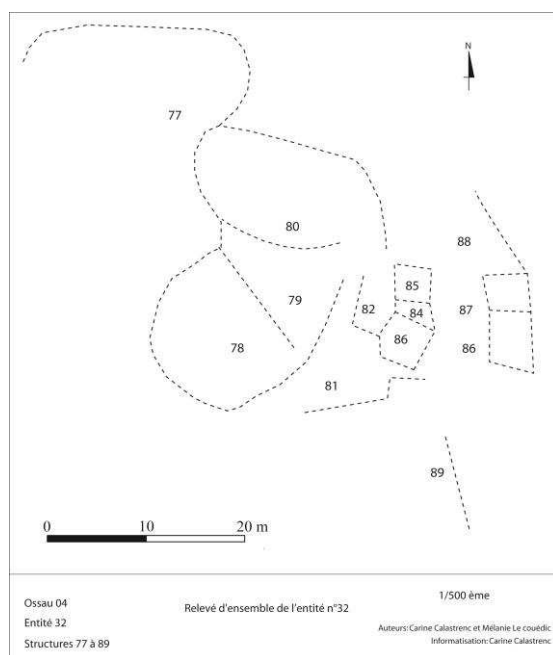 N
77
80
88
85
79
82
84
87
86
86
78
81
89
0 10 20 m
Ossau 04
Entité 32
Structures 77 à 89
Relevé d'ensemble de l'entité n°32
1/500 ème
Auteurs: Carine Calastrenc et Mélanie Le couédic
Informatisation: Carine Calastrenc